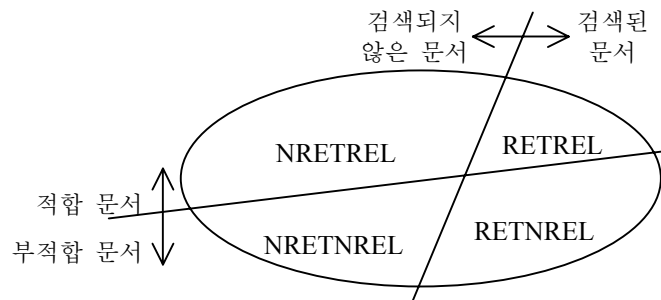 검색되지
않은 문서
검색된
문서
NRETREL
RETREL
적합 문서
부적합 문서
NRETNREL
RETNREL